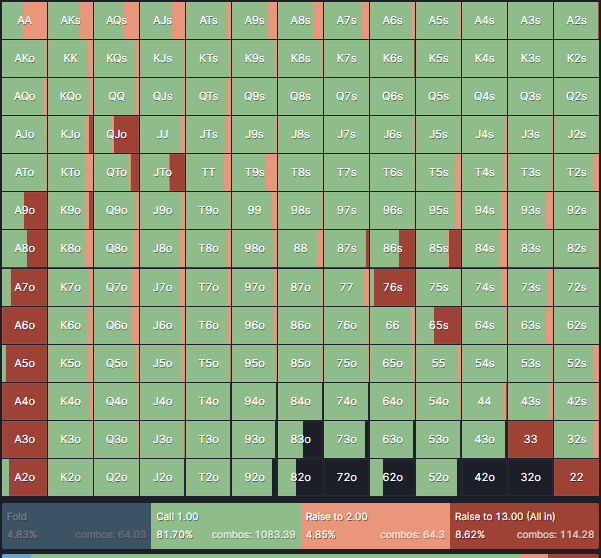 AA AKs AQs AJs ATs A9s A8s A7s A6s A5s A4s A3s A2s
AKo KK KQs KJs KTs K9s K8s K7s K6s K5s K4s K3s K2s
AQo KQo QQ QJs QTs Q9s Q8s Q7s Q6s Q5s Q4s Q3s Q2s
AJo KJo QJo JJ JTs J9s J8s J7s J6s J5s J4s J3s J2s
ATo KTo QTo JTo TT T9s T8s T7s T6s T5s T4s T3s T2s
A9o K9o Q9o J9o T9o 99 98s 97s 96s 95s 94s 93s 92s
A8o K8o Q8o J8o T8o 98o 88 87s 86s 85s 84s 83s 82s
A7o K7o Q7o J7o T7o 97o 87o 77 76s 75s 74s 73s 72s
A6o K6o Q6o J6o T6o 96o 86o 76o 66 65s 64s 63s 62s
A5o K5o Q5o J5o T5o 95o 85o 75o 65o 55 54s 53s 52s
A4o K4o Q4o J4o T4o 94o 84o 74o 64o 54o 44 43s 42s
A3o K3o Q3o J3o T3o 93o 83o 73o 63o 53o 43o 33 32s
A2o K2o Q2o J2o T2o 92o 82o 72o 62o 52o 42o 32o 22
Fold Call 1.00 Raise to 2.00 Raise to 13.00 (All in)
4.83% combos: 64.03 81.70% combos: 1083.39 4.85% combos: 64.3 8.62% combos: 114.28